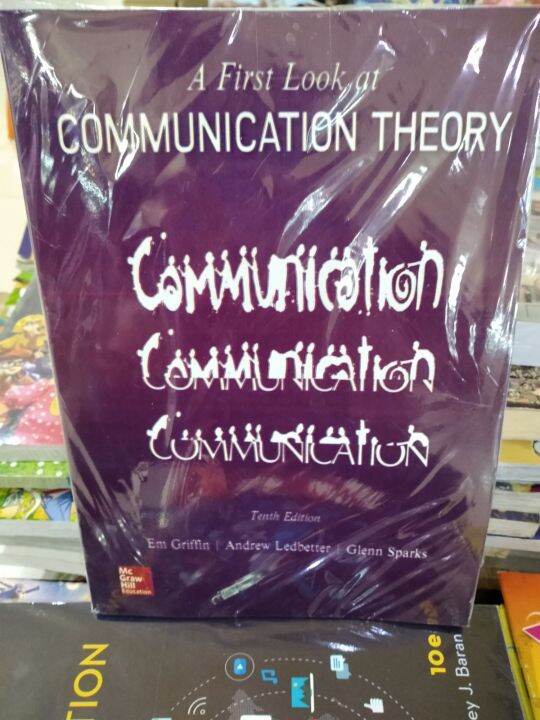 A First Look at
COMMUNICATION THEORY
Communication
COMMUNICATION
COMMUNICATION
Tenth Edition
Em Griffin | Andrew Ledbetter | Glenn Sparks
Mc
Graw
Hill
Education
TION
10e
ey J. Baran